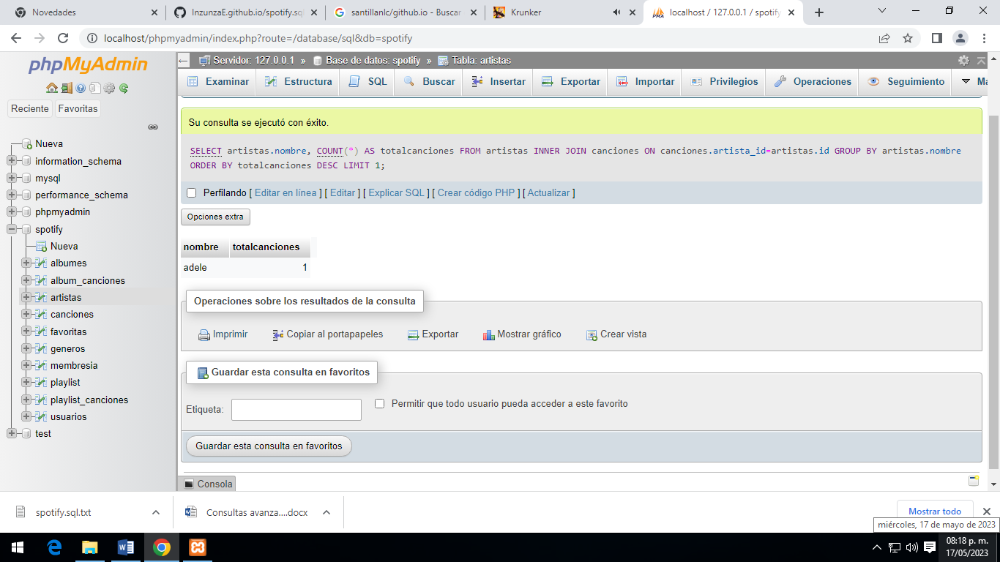 Novedades
InzunzaE.github.io/spotify.sq
santillanlc/github.io - Buscar
Krunker
localhost / 127.0.0.1 / spotify
localhost/phpmyadmin/index.php?route=/database/sql&db=spotify
phpMyAdmin
Reciente
Favoritas
Nueva
information_schema
mysql
performance_schema
phpmyadmin
spotify
Nueva
albumes
album_canciones
artistas
canciones
favoritas
generos
membresia
playlist
playlist_canciones
usuarios
test
Servidor: 127.0.0.1 » Base de datos: spotify » Tabla: artistas
Examinar
Estructura
SQL
Buscar
Insertar
Exportar
Importar
Privilegios
Operaciones
Seguimiento
Ma
Su consulta se ejecutó con éxito.
SELECT artistas.nombre, COUNT(*) AS totalcanciones FROM artistas INNER JOIN canciones ON canciones.artista_id=artistas.id GROUP BY artistas.nombre
ORDER BY totalcanciones DESC LIMIT 1;
Perfilando [ Editar en línea ] [ Editar ] [ Explicar SQL ] [ Crear código PHP ] [ Actualizar ]
Opciones extra
nombre totalcanciones
adele 1
Operaciones sobre los resultados de la consulta
Imprimir
Copiar al portapapeles
Exportar
Mostrar gráfico
Crear vista
Guardar esta consulta en favoritos
Etiqueta:
Permitir que todo usuario pueda acceder a este favorito
Guardar esta consulta en favoritos
Consola
spotify.sql.txt
Consultas avanza....docx
Mostrar todo
miércoles, 17 de mayo de 2023
08:18 p. m.
17/05/2023